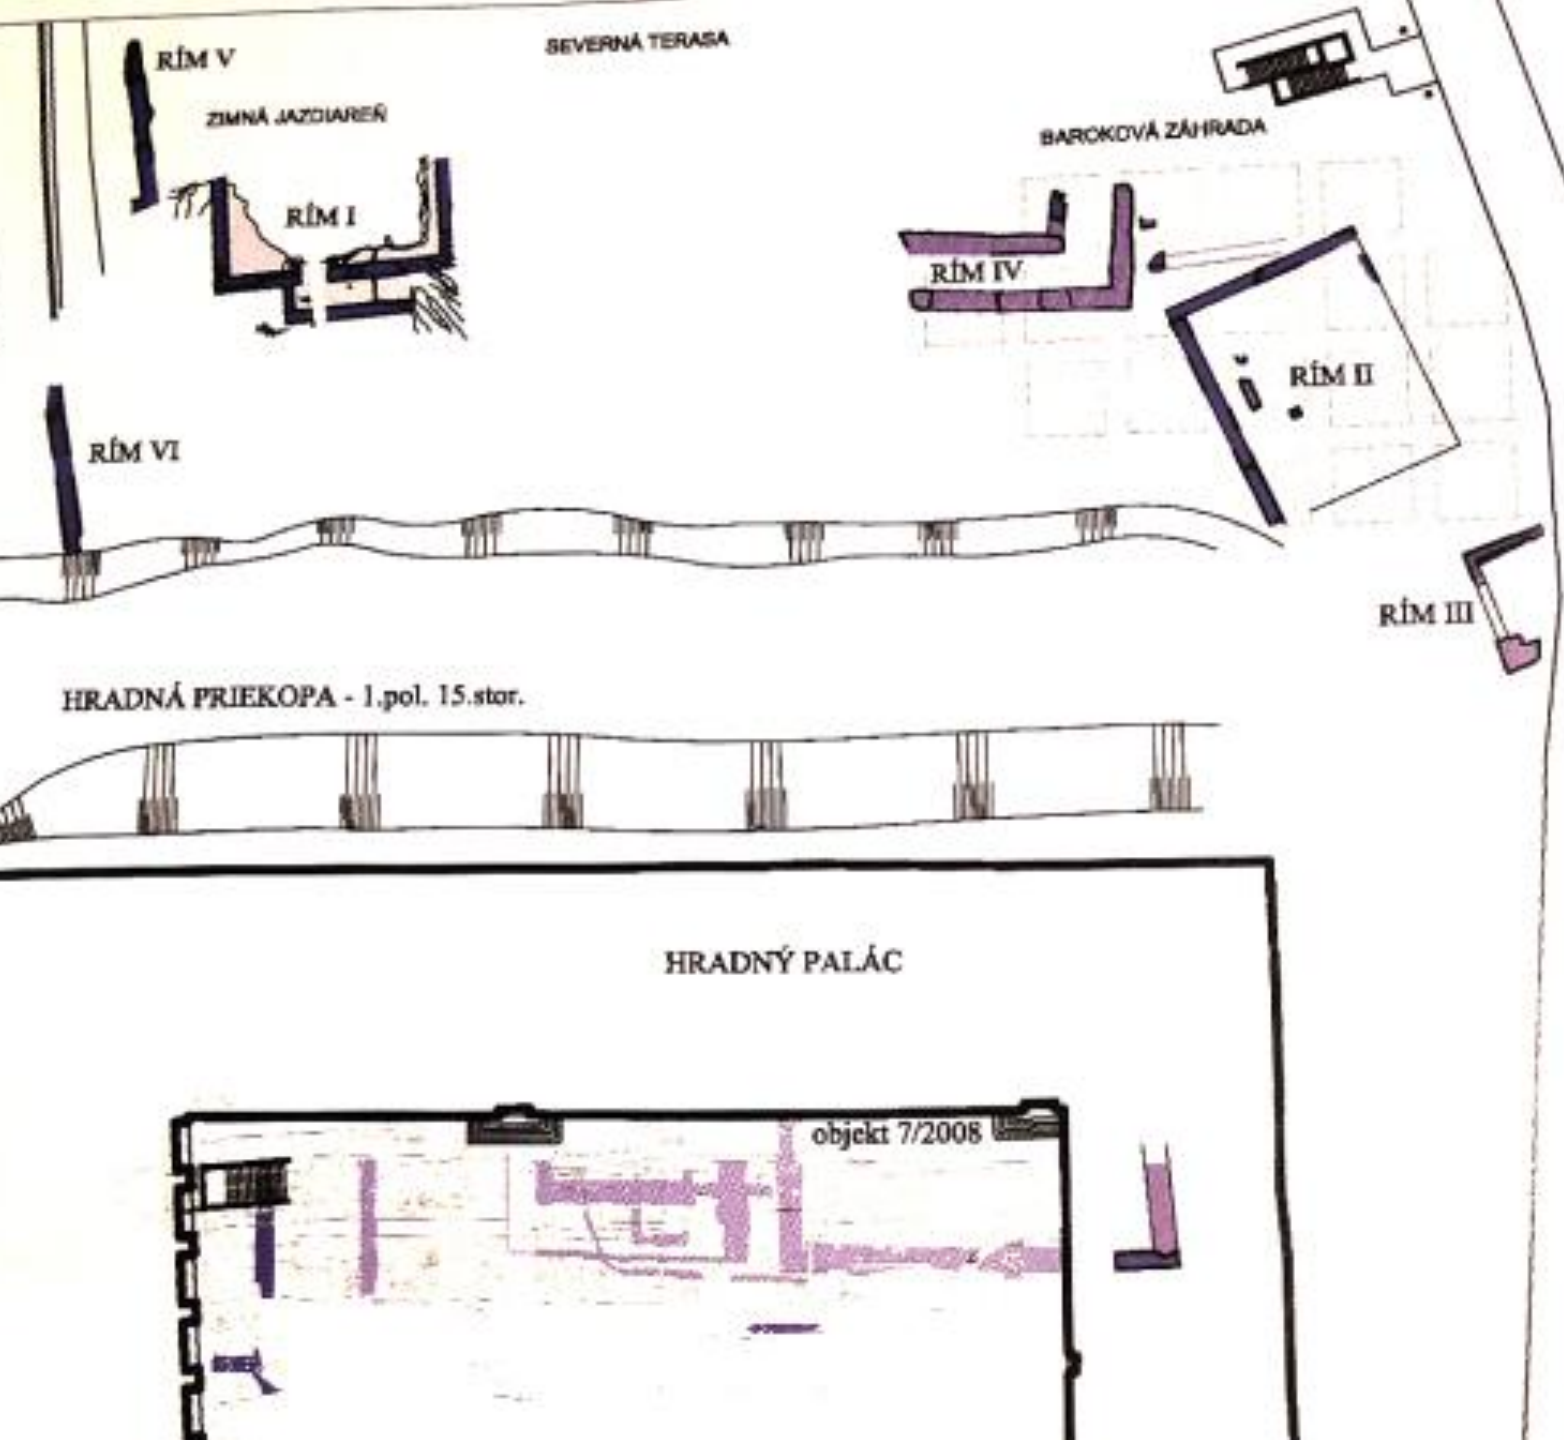 SEVERNÁ TERASA
RÍM V
ZIMNÁ JAZDIAREŇ
BAROKOVÁ ZÁHRADA
RÍM I
RÍM IV
RÍM II
RÍM VI
RÍM III
HRADNÁ PRIEKOPA - 1.pol. 15.stor.
HRADNÝ PALÁC
objekt 7/2008